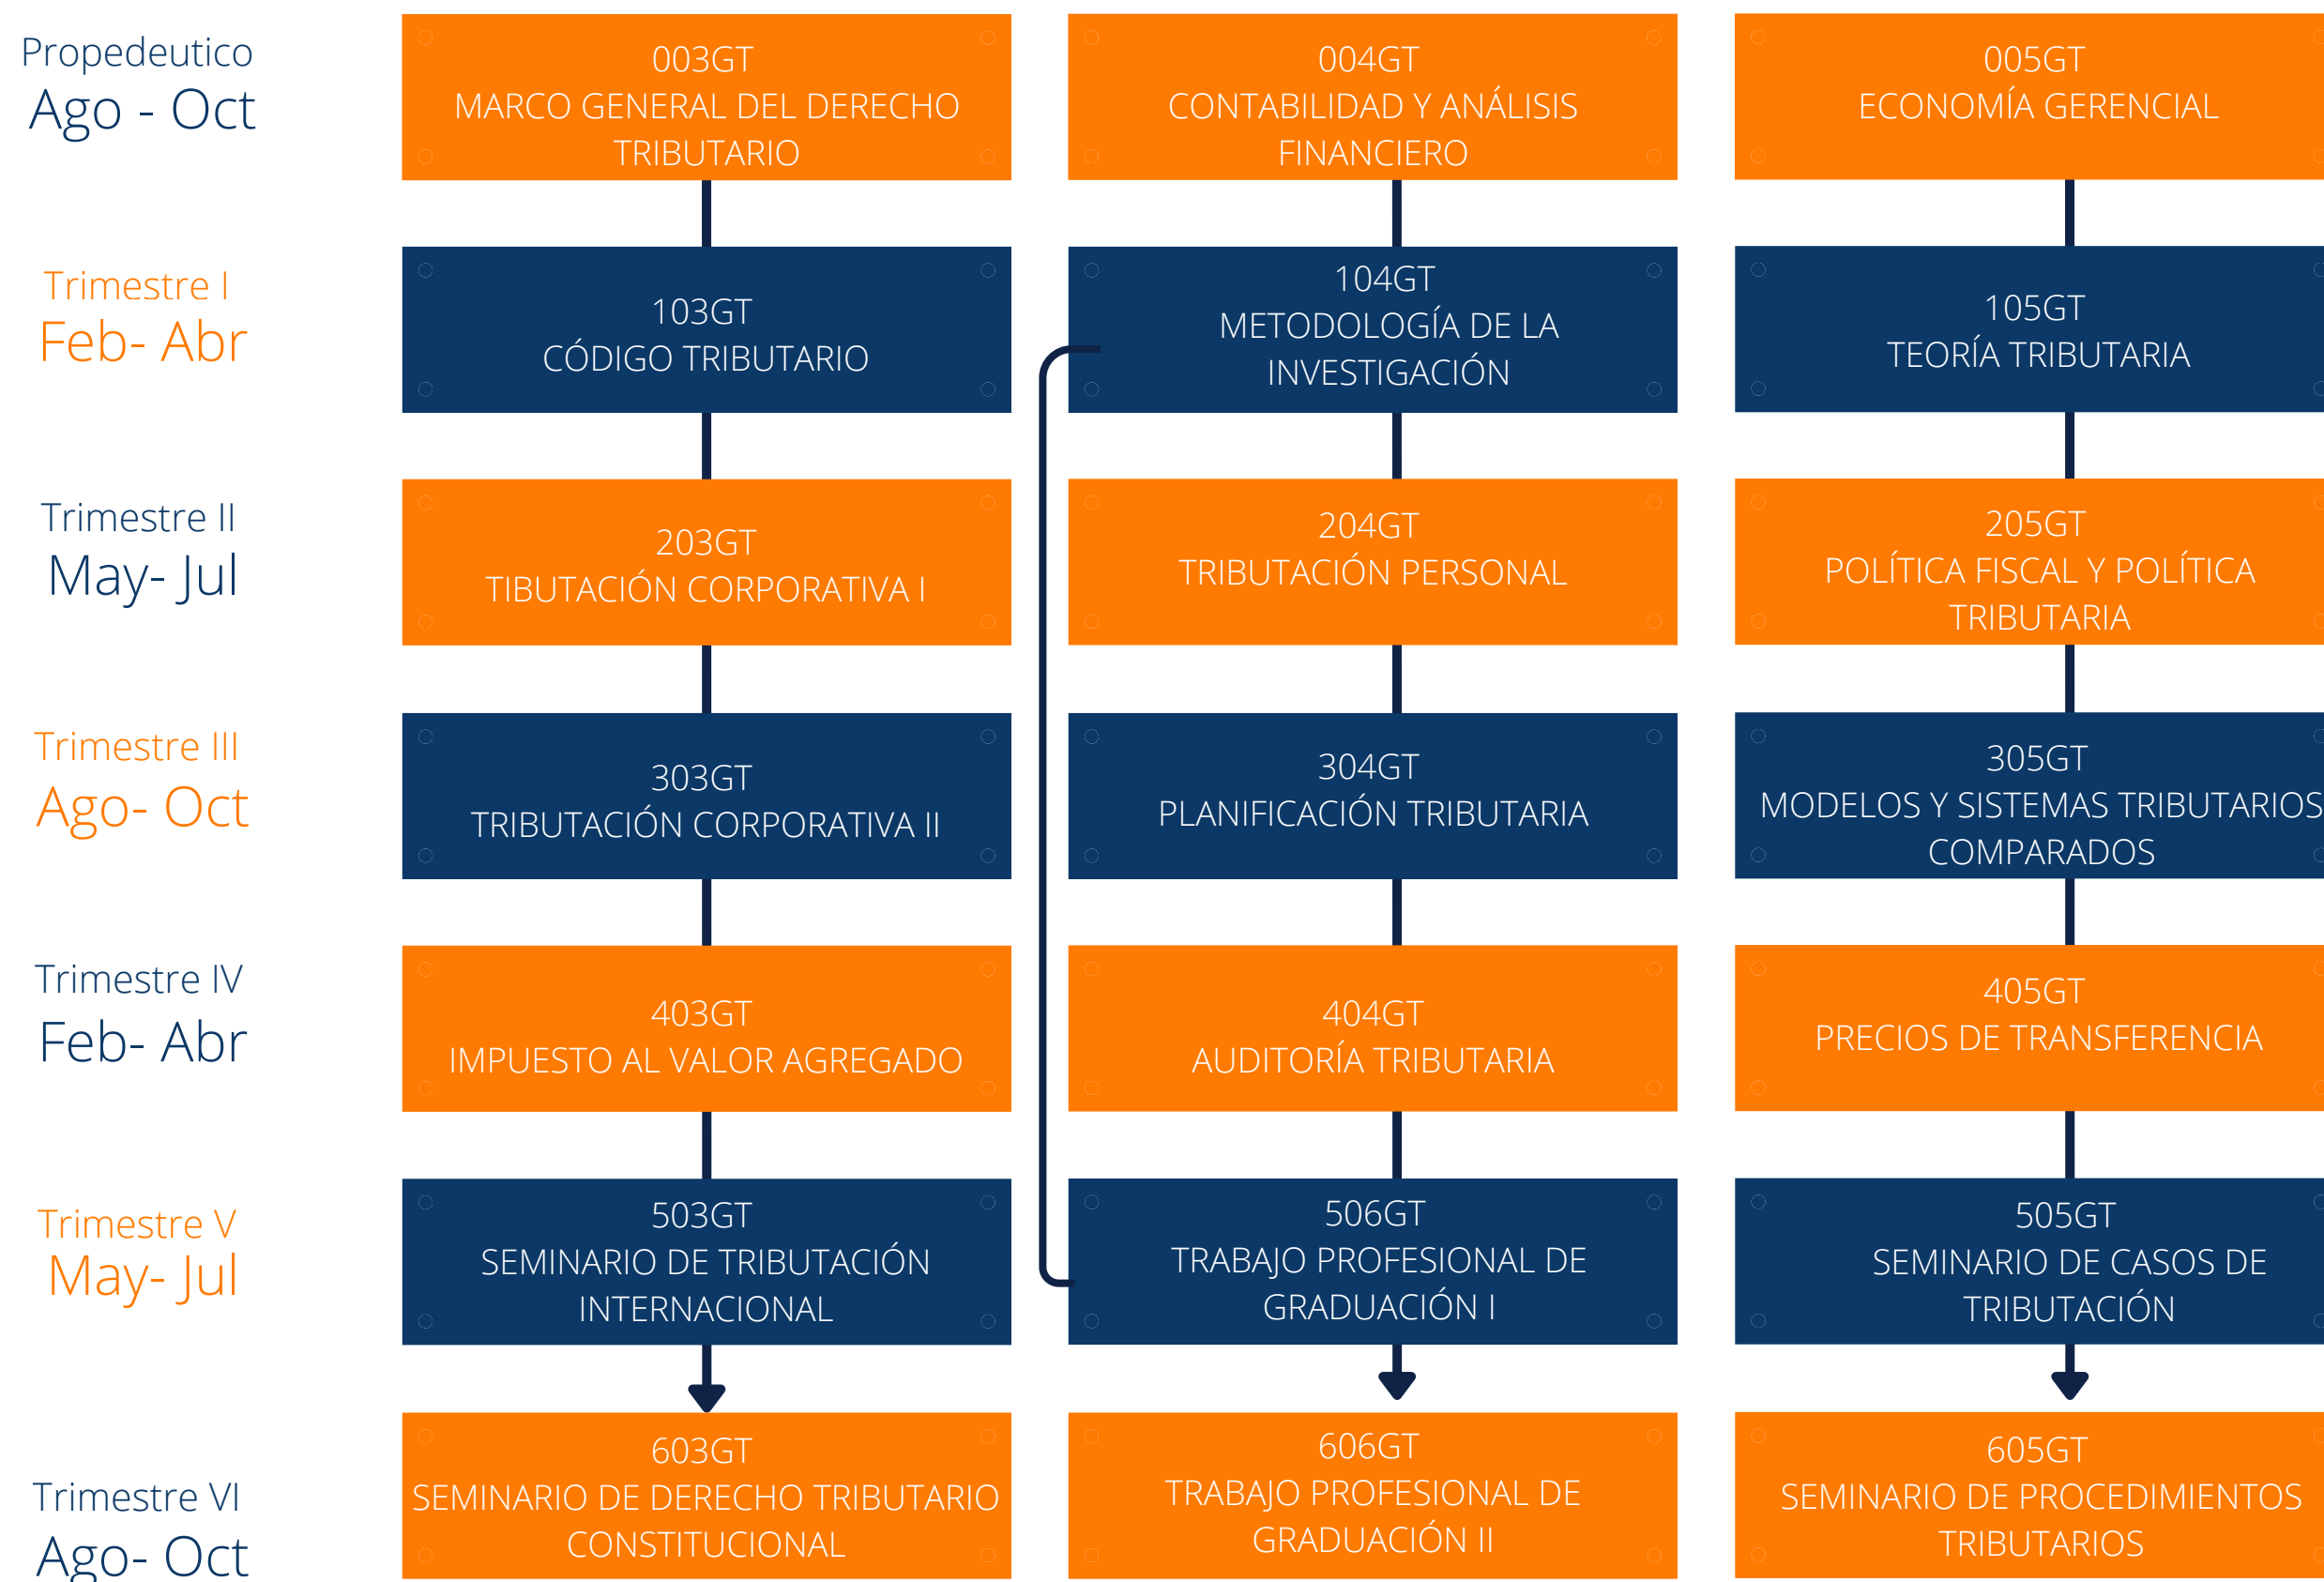 Propedeutico
Ago - Oct
003GT
MARCO GENERAL DEL DERECHO
TRIBUTARIO
004GT
CONTABILIDAD Y ANÁLISIS
FINANCIERO
005GT
ECONOMÍA GERENCIAL
Trimestre I
Feb- Abr
103GT
CÓDIGO TRIBUTARIO
104GT
METODOLOGÍA DE LA
INVESTIGACIÓN
105GT
TEORÍA TRIBUTARIA
Trimestre II
May- Jul
203GT
TIBUTACIÓN CORPORATIVA I
204GT
TRIBUTACIÓN PERSONAL
205GT
POLÍTICA FISCAL Y POLÍTICA
TRIBUTARIA
Trimestre III
Ago- Oct
303GT
TRIBUTACIÓN CORPORATIVA II
304GT
PLANIFICACIÓN TRIBUTARIA
305GT
MODELOS Y SISTEMAS TRIBUTARIOS
COMPARADOS
Trimestre IV
Feb- Abr
403GT
IMPUESTO AL VALOR AGREGADO
404GT
AUDITORÍA TRIBUTARIA
405GT
PRECIOS DE TRANSFERENCIA
Trimestre V
May- Jul
503GT
SEMINARIO DE TRIBUTACIÓN
INTERNACIONAL
506GT
TRABAJO PROFESIONAL DE
GRADUACIÓN I
505GT
SEMINARIO DE CASOS DE
TRIBUTACIÓN
Trimestre VI
Ago- Oct
603GT
SEMINARIO DE DERECHO TRIBUTARIO
CONSTITUCIONAL
606GT
TRABAJO PROFESIONAL DE
GRADUACIÓN II
605GT
SEMINARIO DE PROCEDIMIENTOS
TRIBUTARIOS